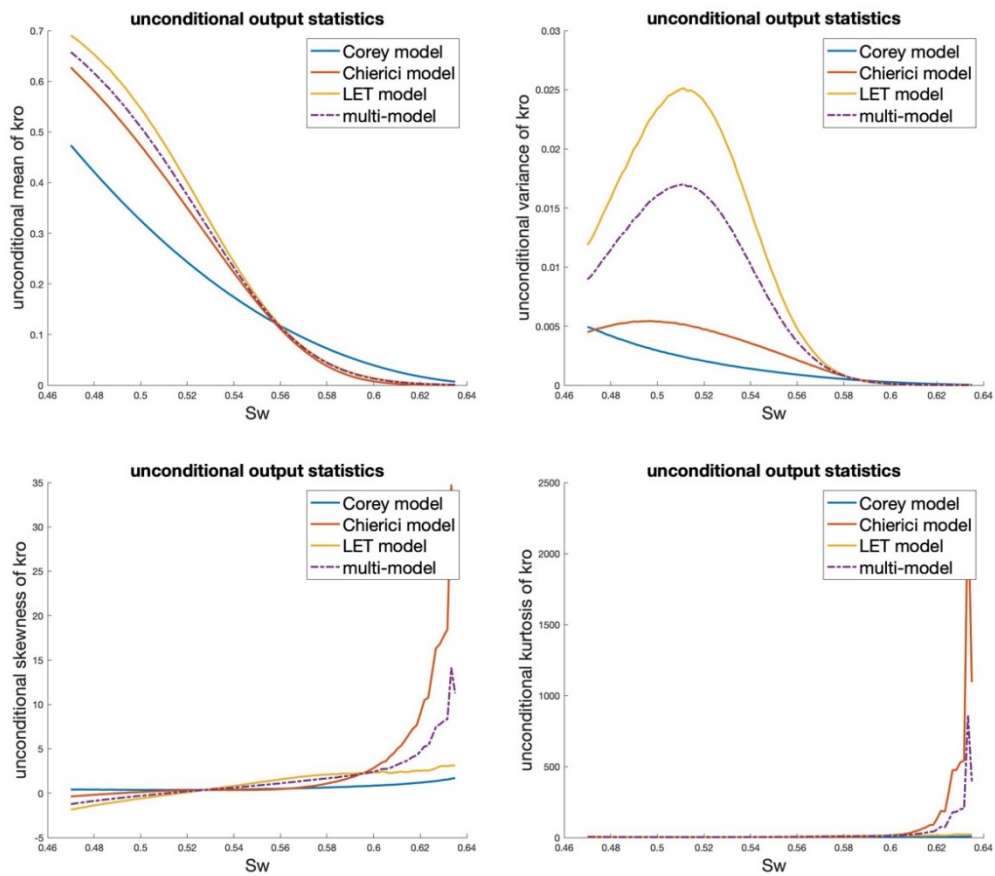 unconditional output statistics
unconditional mean of kro
0.7
0.6
0.5
0.4
0.3
0.2
0.1
0
Corey model
Chierici model
LET model
multi-model
0.46 0.48 0.5 0.52 0.54 0.56 0.58 0.6 0.62 0.64
Sw
unconditional output statistics
unconditional variance of kro
0.03
0.025
0.02
0.015
0.01
0.005
0
Corey model
Chierici model
LET model
multi-model
0.46 0.48 0.5 0.52 0.54 0.56 0.58 0.6 0.62 0.64
Sw
unconditional output statistics
unconditional skewness of kro
35
30
25
20
15
10
5
0
-5
Corey model
Chierici model
LET model
multi-model
0.46 0.48 0.5 0.52 0.54 0.56 0.58 0.6 0.62 0.64
Sw
unconditional output statistics
unconditional kurtosis of kro
2500
2000
1500
1000
500
0
Corey model
Chierici model
LET model
multi-model
0.46 0.48 0.5 0.52 0.54 0.56 0.58 0.6 0.62 0.64
Sw